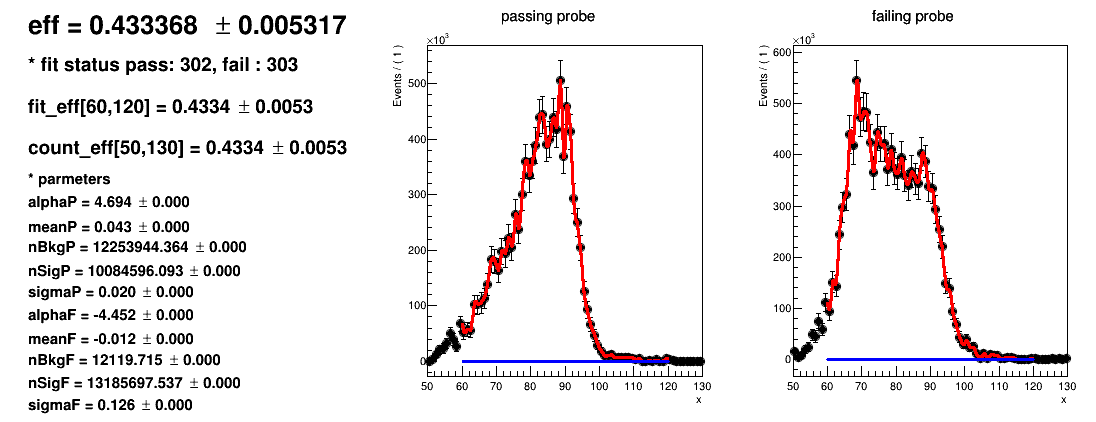 eff = 0.433368 ± 0.005317
* fit status pass: 302, fail : 303
fit_eff[60,120] = 0.4334 ± 0.0053
count_eff[50,130] = 0.4334 ± 0.0053
* parmeters
alphaP = 4.694 ± 0.000
meanP = 0.043 ± 0.000
nBkgP = 12253944.364 ± 0.000
nSigP = 10084596.093 ± 0.000
sigmaP = 0.020 ± 0.000
alphaF = -4.452 ± 0.000
meanF = -0.012 ± 0.000
nBkgF = 12119.715 ± 0.000
nSigF = 13185697.537 ± 0.000
sigmaF = 0.126 ± 0.000
passing probe
×10³
Events / ( 1 )
500
400
300
200
100
0
50 60 70 80 90 100 110 120 130
x
failing probe
×10³
Events / ( 1 )
600
500
400
300
200
100
0
50 60 70 80 90 100 110 120 130
x